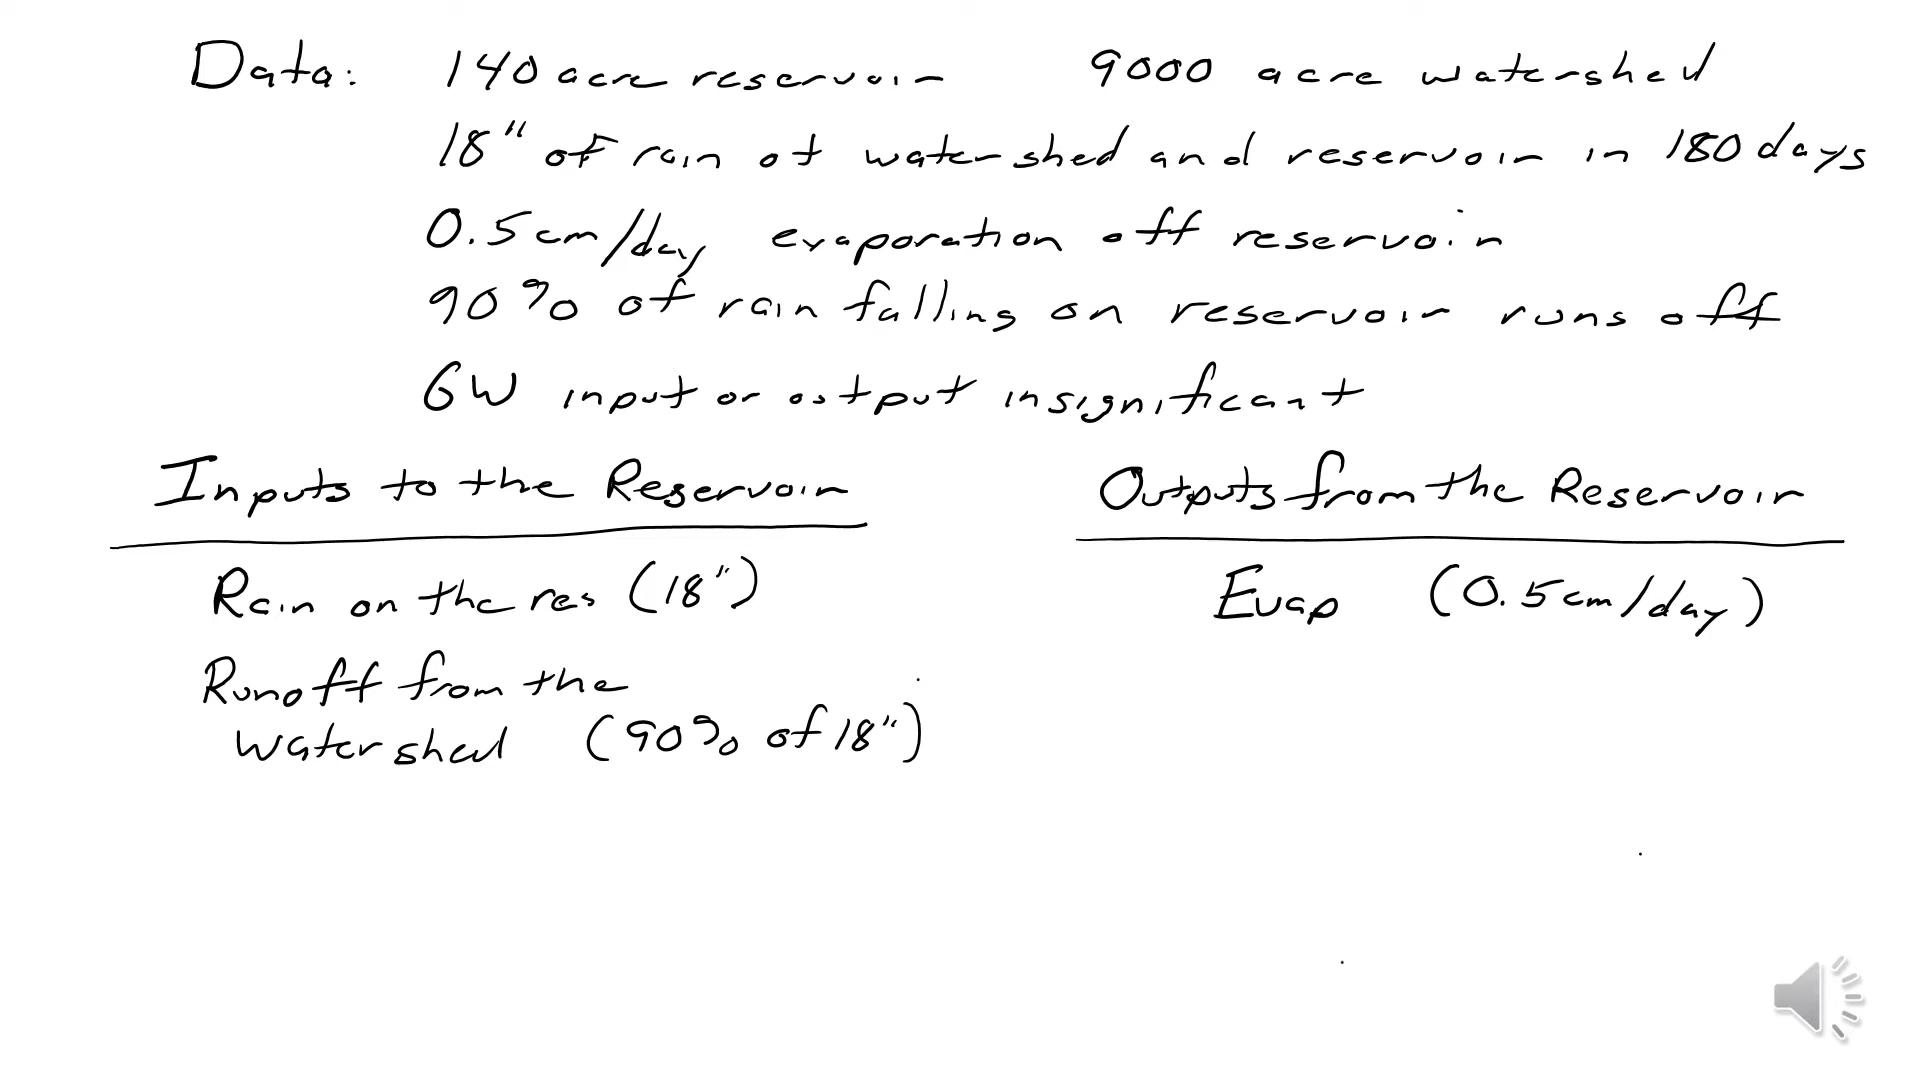 Data: 140 acre reservoir 9000 acre watershed
18" of rain ot watershed and reservoir in 180 days
0.5 cm/day evaporation off reservoir
90% of rain falling on reservoir runs off
GW input or output insignificant
Inputs to the Reservoir
Rain on the res (18")
Runoff from the
watershed (90% of 18")
Outputs from the Reservoir
Evap (0.5 cm/day)